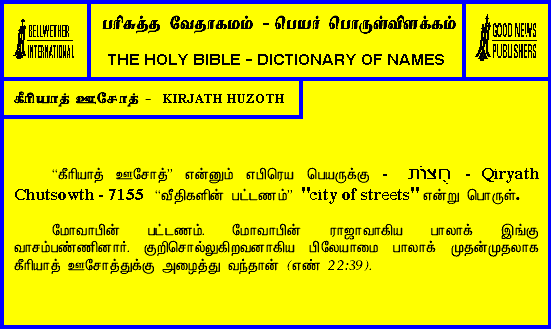 BELLWETHER
INTERNATIONAL
பரிசுத்த வேதாகமம் - பெயர் பொருள்விளக்கம்
THE HOLY BIBLE - DICTIONARY OF NAMES
GOOD NEWS
PUBLISHERS
கீரியாத் ஊசோத் - KIRJATH HUZOTH
“கீரியாத் ஊசோத்” என்னும் எபிரெய பெயருக்கு - חֻצוֹת - Qiryath
Chutsowth - 7155 “வீதிகளின் பட்டணம்” "city of streets" என்று பொருள்.
மோவாபின் பட்டணம். மோவாபின் ராஜாவாகிய பாலாக் இங்கு
வாசம்பண்ணினார். குறிசொல்லுகிறவனாகிய பிலேயாமை பாலாக் முதன்முதலாக
கீரியாத் ஊசோத்துக்கு அழைத்து வந்தான் (எண் 22:39).